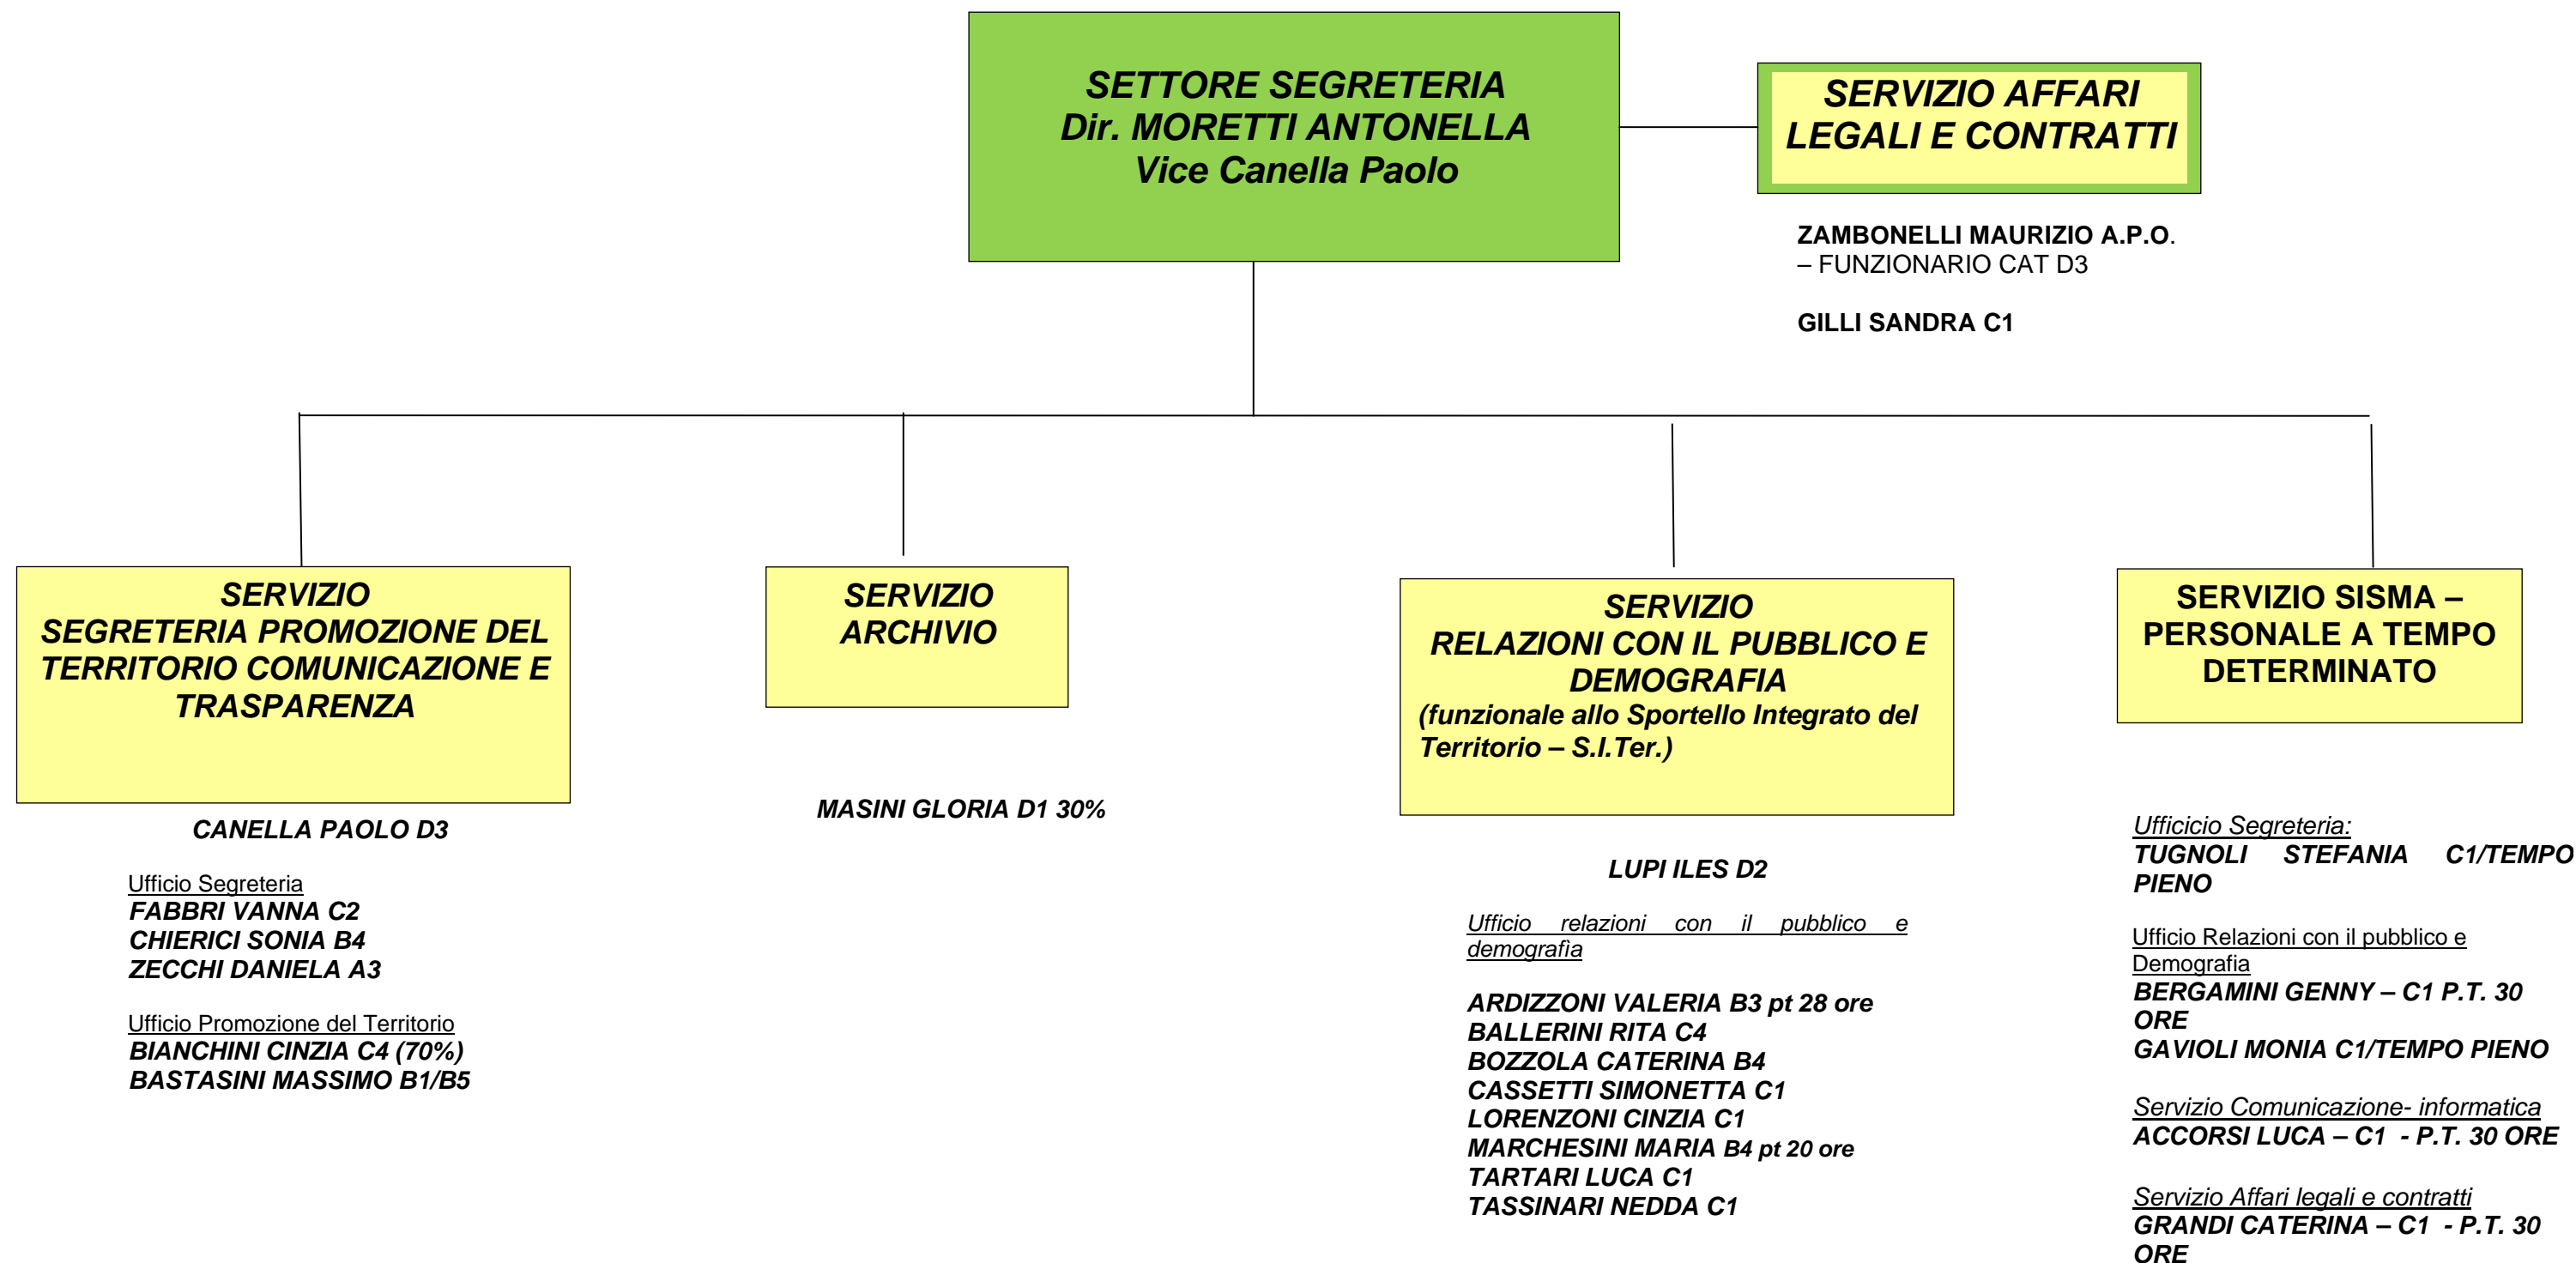 SETTORE SEGRETERIA
Dir. MORETTI ANTONELLA
Vice Canella Paolo
SERVIZIO AFFARI
LEGALI E CONTRATTI
ZAMBONELLI MAURIZIO A.P.O.
– FUNZIONARIO CAT D3
GILLI SANDRA C1
SERVIZIO
SEGRETERIA PROMOZIONE DEL
TERRITORIO COMUNICAZIONE E
TRASPARENZA
CANELLA PAOLO D3
Ufficio Segreteria
FABBRI VANNA C2
CHIERICI SONIA B4
ZECCHI DANIELA A3
Ufficio Promozione del Territorio
BIANCHINI CINZIA C4 (70%)
BASTASINI MASSIMO B1/B5
SERVIZIO
ARCHIVIO
MASINI GLORIA D1 30%
SERVIZIO
RELAZIONI CON IL PUBBLICO E
DEMOGRAFIA
(funzionale allo Sportello Integrato del
Territorio – S.I.Ter.)
LUPI ILES D2
Ufficio relazioni con il pubblico e
demografia
ARDIZZONI VALERIA B3 pt 28 ore
BALLERINI RITA C4
BOZZOLA CATERINA B4
CASSETTI SIMONETTA C1
LORENZONI CINZIA C1
MARCHESINI MARIA B4 pt 20 ore
TARTARI LUCA C1
TASSINARI NEDDA C1
SERVIZIO SISMA –
PERSONALE A TEMPO
DETERMINATO
Ufficicio Segreteria:
TUGNOLI STEFANIA C1/TEMPO
PIENO
Ufficio Relazioni con il pubblico e
Demografia
BERGAMINI GENNY – C1 P.T. 30
ORE
GAVIOLI MONIA C1/TEMPO PIENO
Servizio Comunicazione- informatica
ACCORSI LUCA – C1 - P.T. 30 ORE
Servizio Affari legali e contratti
GRANDI CATERINA – C1 - P.T. 30
ORE